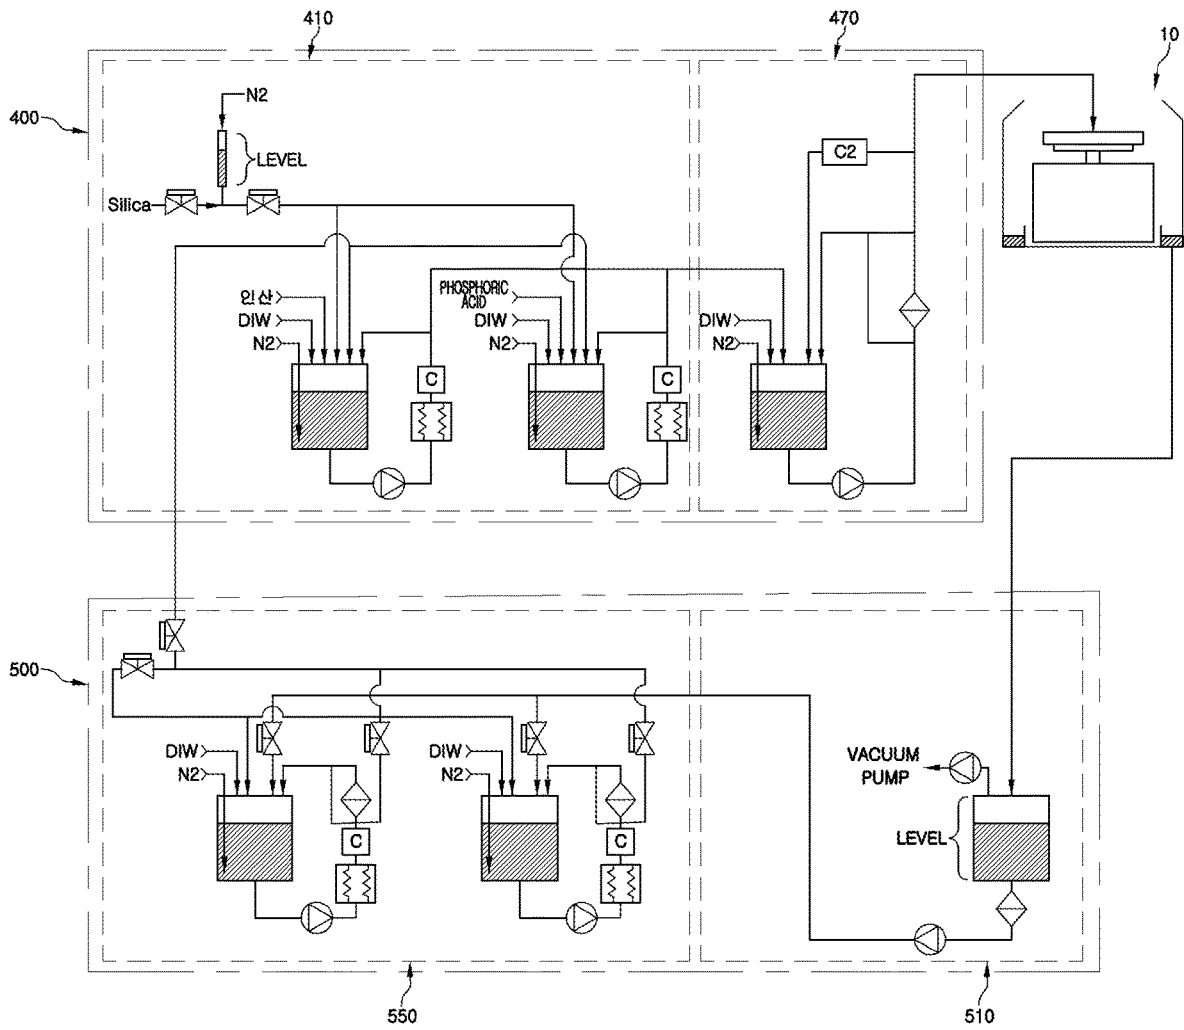 410
470
10
N2
400
LEVEL
C2
Silica
인산
DIW
N2
PHOSPHORIC
ACID
DIW
N2
DIW
N2
C
C
500
DIW
N2
DIW
N2
VACUUM
PUMP
LEVEL
C
C
550
510